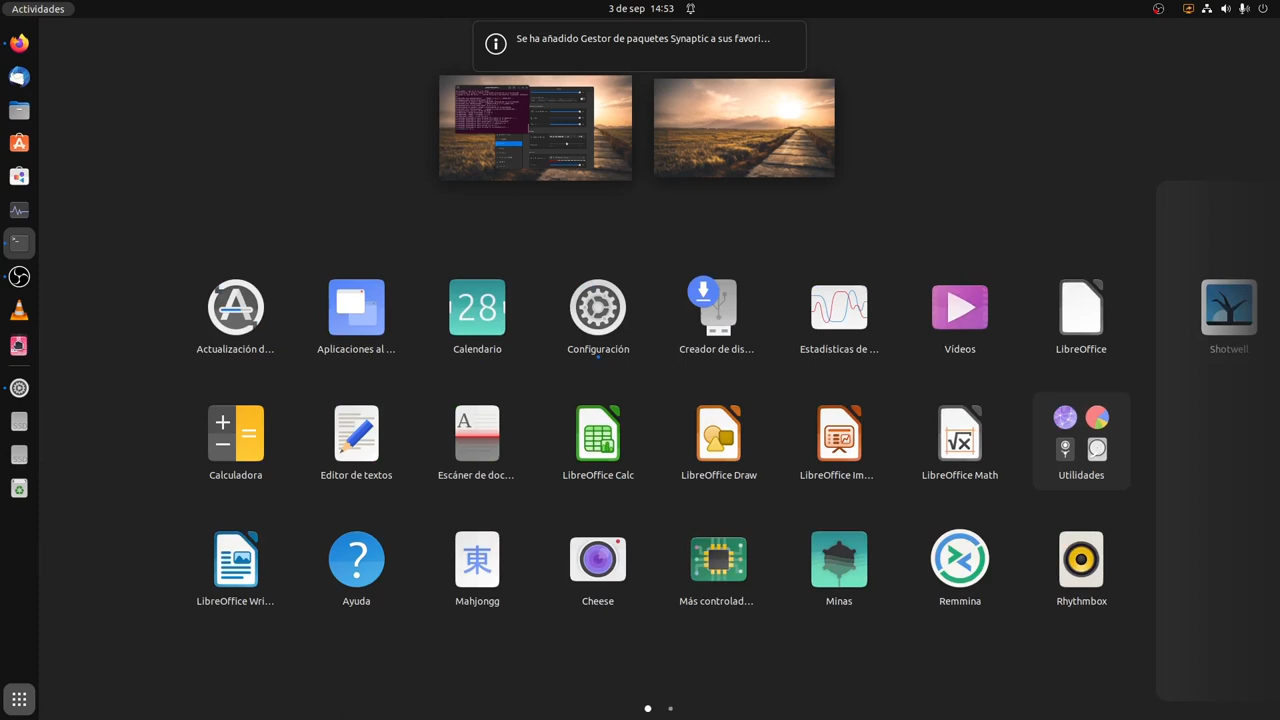 Actividades
3 de sep 14:53
Se ha añadido Gestor de paquetes Synaptic a sus favori...
Actualización d...
Aplicaciones al ...
28
Calendario
Configuración
Creador de dis...
Estadísticas de ...
Vídeos
LibreOffice
Shotwell
Calculadora
Editor de textos
A
Escáner de doc...
LibreOffice Calc
LibreOffice Draw
LibreOffice Im...
√x
LibreOffice Math
Utilidades
LibreOffice Wri...
?
Ayuda
東
Mahjongg
Cheese
Más controlad...
Minas
Remmina
Rhythmbox